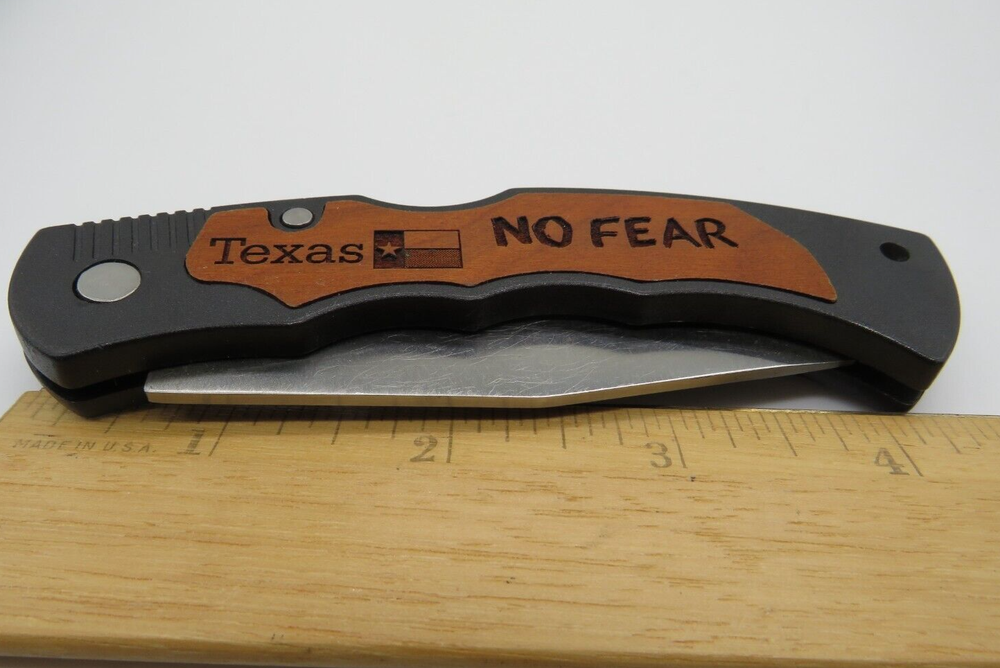 Texas
NO FEAR
MADE IN U.S.A.
1 2 3 4